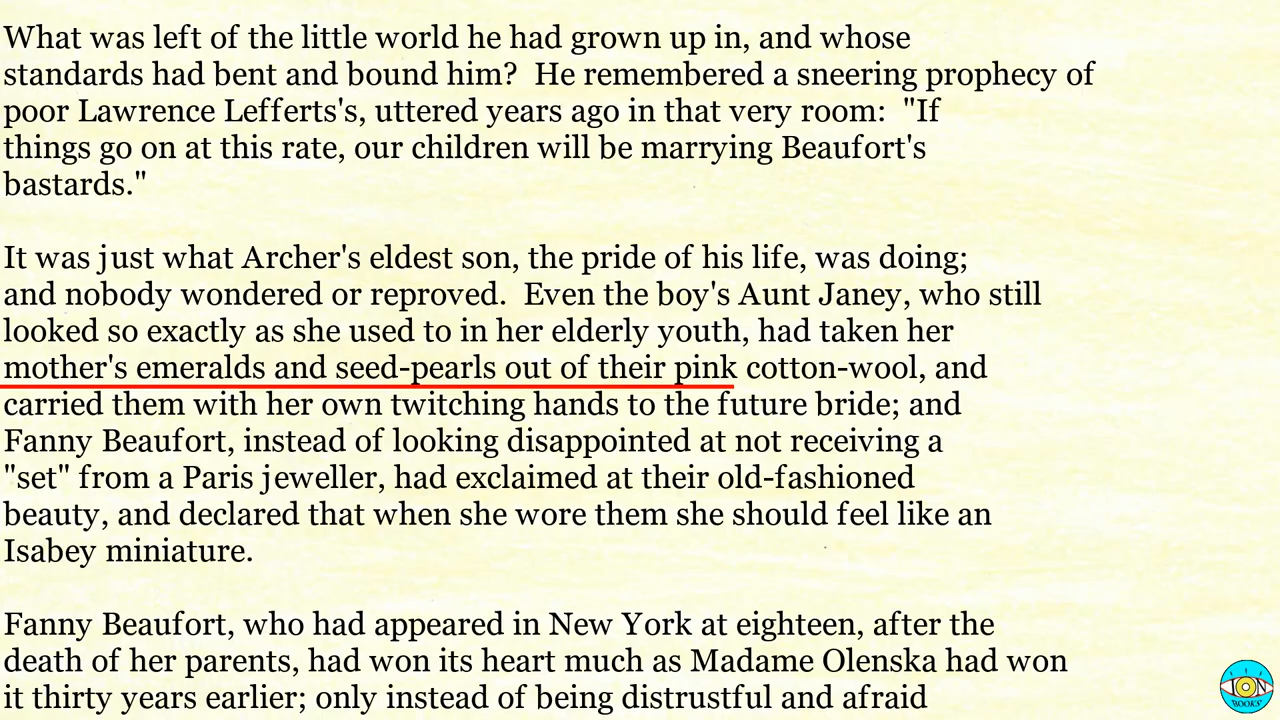 What was left of the little world he had grown up in, and whose
standards had bent and bound him?  He remembered a sneering prophecy of
poor Lawrence Lefferts's, uttered years ago in that very room:  "If
things go on at this rate, our children will be marrying Beaufort's
bastards."

It was just what Archer's eldest son, the pride of his life, was doing;
and nobody wondered or reproved.  Even the boy's Aunt Janey, who still
looked so exactly as she used to in her elderly youth, had taken her
mother's emeralds and seed-pearls out of their pink cotton-wool, and
carried them with her own twitching hands to the future bride; and
Fanny Beaufort, instead of looking disappointed at not receiving a
"set" from a Paris jeweller, had exclaimed at their old-fashioned
beauty, and declared that when she wore them she should feel like an
Isabey miniature.

Fanny Beaufort, who had appeared in New York at eighteen, after the
death of her parents, had won its heart much as Madame Olenska had won
it thirty years earlier; only instead of being distrustful and afraid
ION
BOOKS